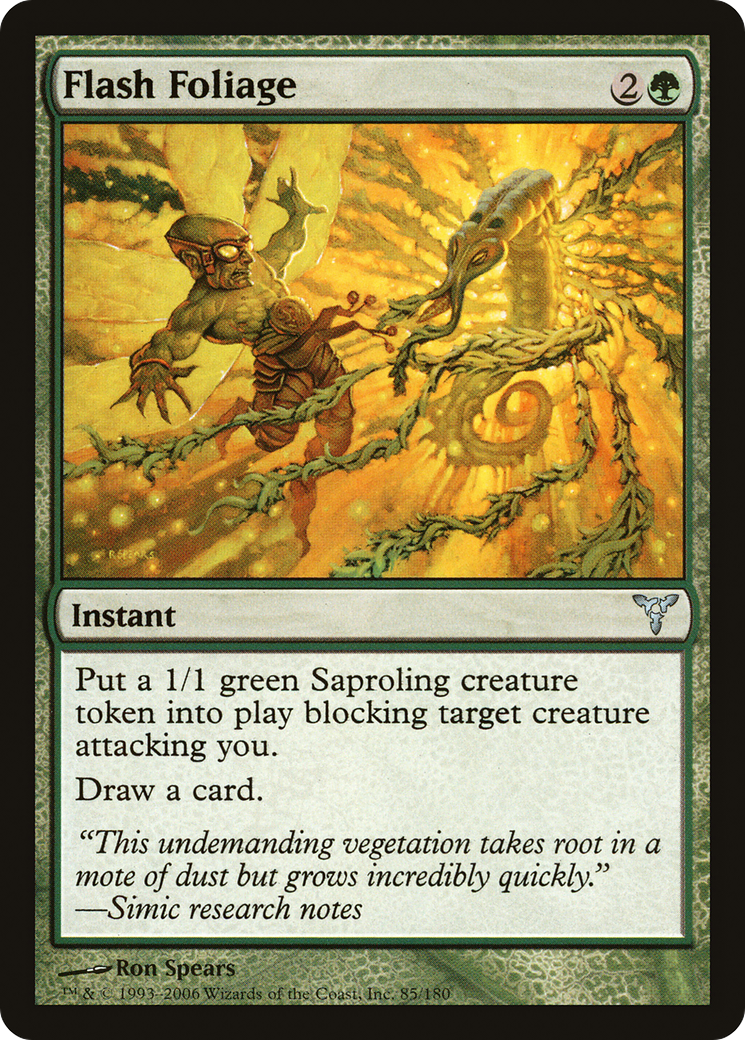 Flash Foliage
2
R.SPEARS
Instant
Put a 1/1 green Saproling creature
token into play blocking target creature
attacking you.
Draw a card.
“This undemanding vegetation takes root in a
mote of dust but grows incredibly quickly.”
—Simic research notes
Ron Spears
™ & © 1993–2006 Wizards of the Coast, Inc. 85/180